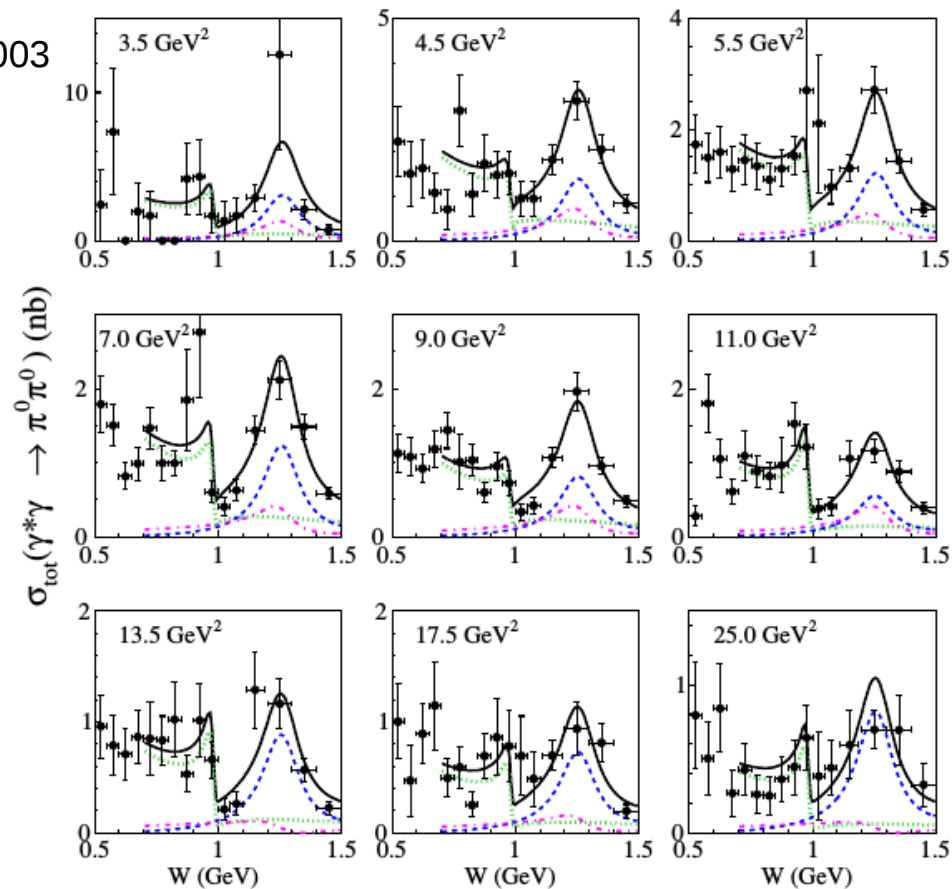 003
3.5 GeV²
4.5 GeV²
5.5 GeV²
10
0
0.5 1 1.5
5
0
0.5 1 1.5
4
2
0
0.5 1 1.5
σtot(γ*γ → π⁰π⁰) (nb)
7.0 GeV²
9.0 GeV²
11.0 GeV²
2
0
0.5 1 1.5
2
0
0.5 1 1.5
2
0
0.5 1 1.5
13.5 GeV²
17.5 GeV²
25.0 GeV²
2
1
0
0.5 1 1.5
2
1
0
0.5 1 1.5
1
0
0.5 1 1.5
W (GeV)
W (GeV)
W (GeV)